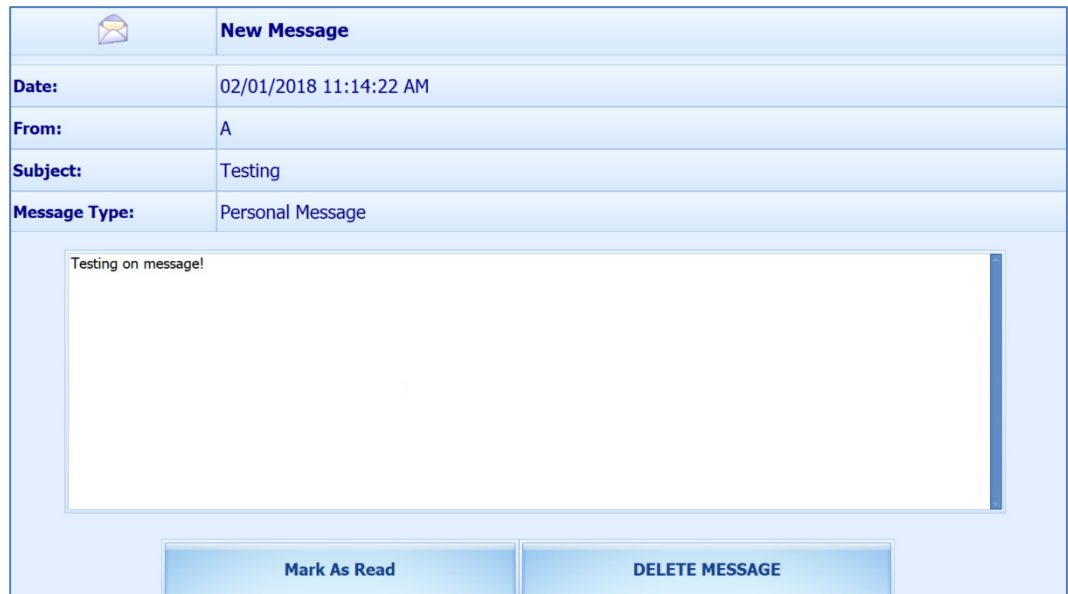 New Message
Date: 02/01/2018 11:14:22 AM
From: A
Subject: Testing
Message Type: Personal Message
Testing on message!
Mark As Read DELETE MESSAGE